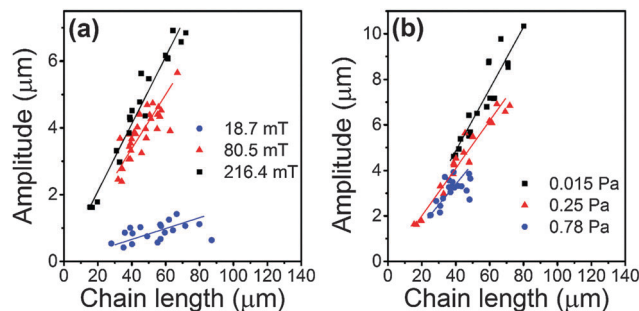 (a)
Amplitude (μm)
6
4
2
0
0 20 40 60 80 100 120 140
Chain length (μm)
18.7 mT
80.5 mT
216.4 mT
(b)
Amplitude (μm)
10
8
6
4
2
0
0 20 40 60 80 100 120 140
Chain length (μm)
0.015 Pa
0.25 Pa
0.78 Pa